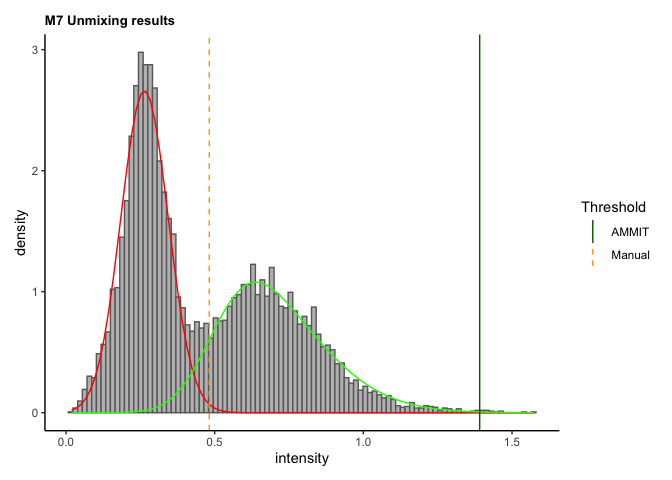 M7 Unmixing results
3
2
1
0
density
0.0
0.5
1.0
1.5
intensity
Threshold
AMMIT
Manual